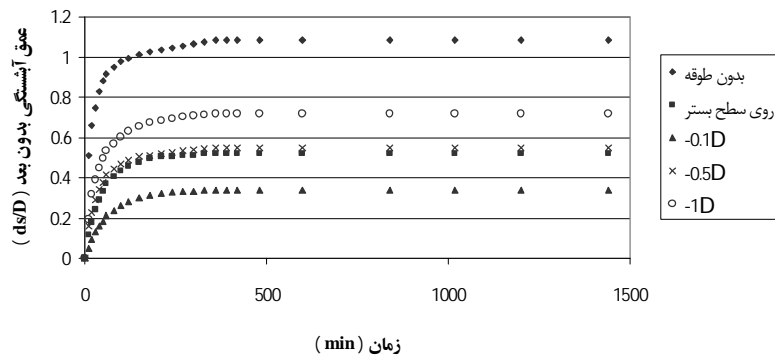 عمق آبشستگی بدون بعد ( ds/D )
1.2
1
0.8
0.6
0.4
0.2
0
0
500
1000
1500
زمان ( min )
بدون طوقه
روی سطح بستر
-0.1D
-0.5D
-1D